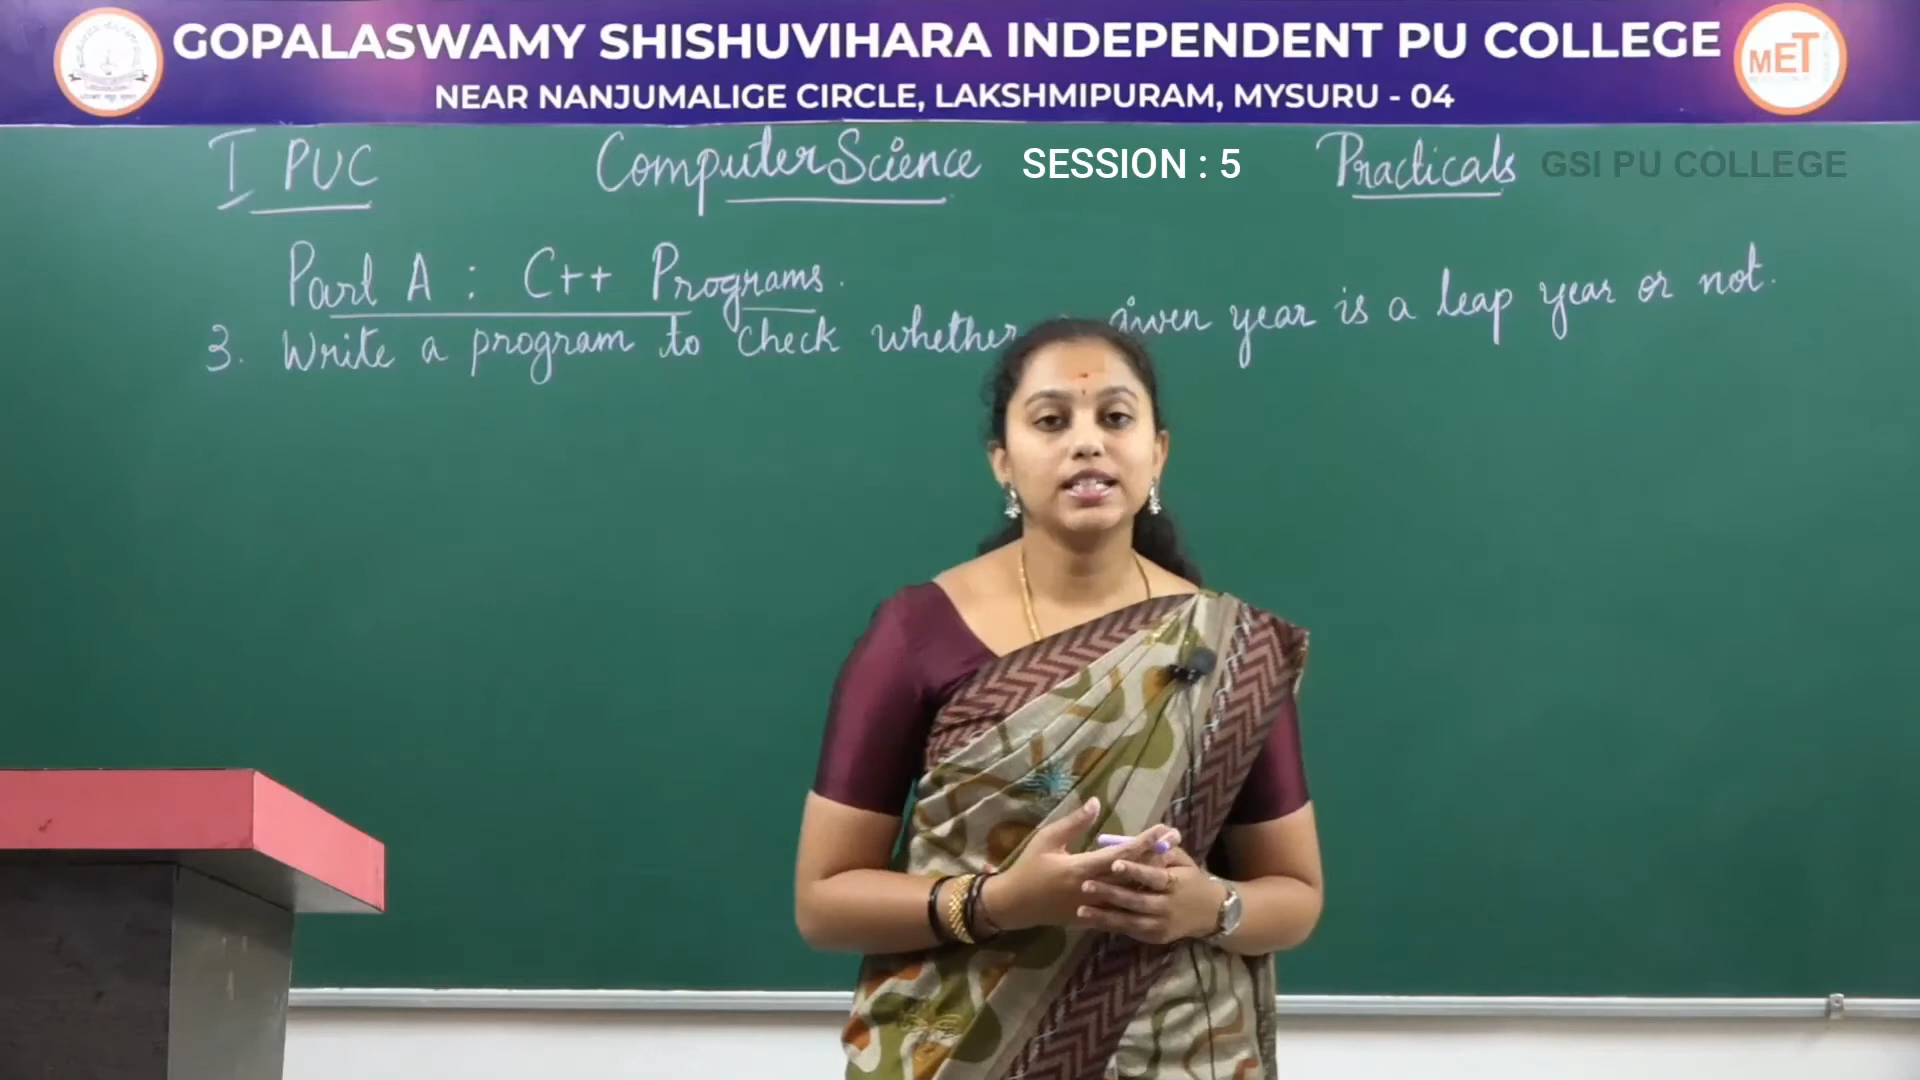 GOPALASWAMY SHISHUVIHARA INDEPENDENT PU COLLEGE
MET
NEAR NANJUMALIGE CIRCLE, LAKSHMIPURAM, MYSURU - 04
I PUC Computer Science SESSION : 5 Practicals GSI PU COLLEGE
Part A : C++ Programs.
3. Write a program to check whether given year is a leap year or not.